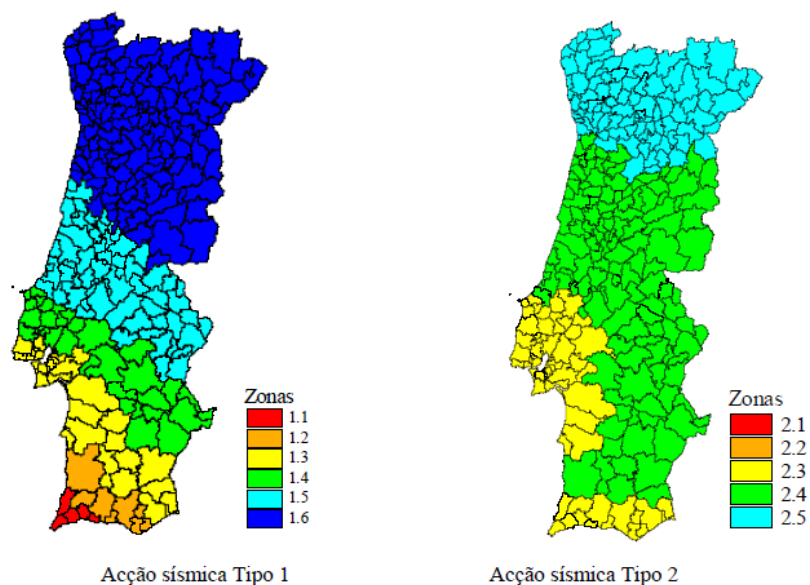 Zonas
1.1
1.2
1.3
1.4
1.5
1.6
Acção sísmica Tipo 1
Zonas
2.1
2.2
2.3
2.4
2.5
Acção sísmica Tipo 2